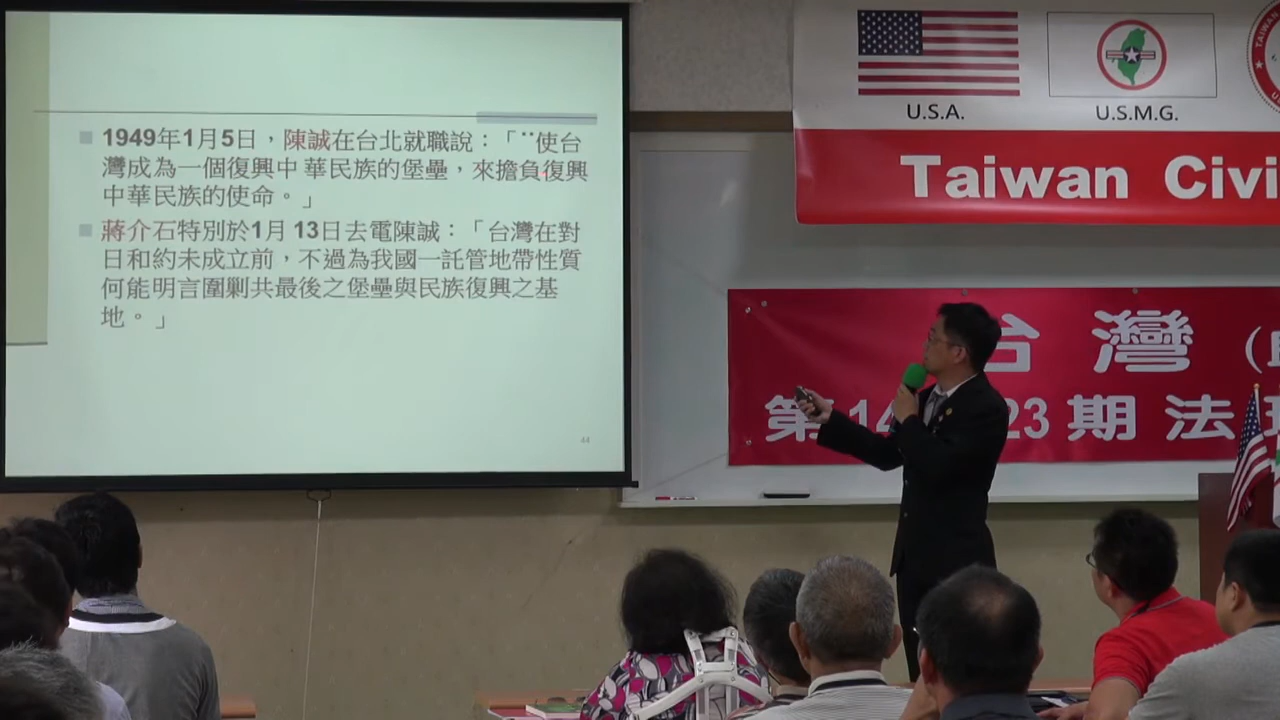 1949年1月5日，陳誠在台北就職說：「¨使台
灣成為一個復興中 華民族的堡壘，來擔負復興
中華民族的使命。」
蔣介石特別於1月 13日去電陳誠：「台灣在對
日和約未成立前，不過為我國一託管地帶性質
何能明言圍剿共最後之堡壘與民族復興之基
地。」
44
U.S.A.
U.S.M.G.
Taiwan Civi
台灣（
第14 23期法